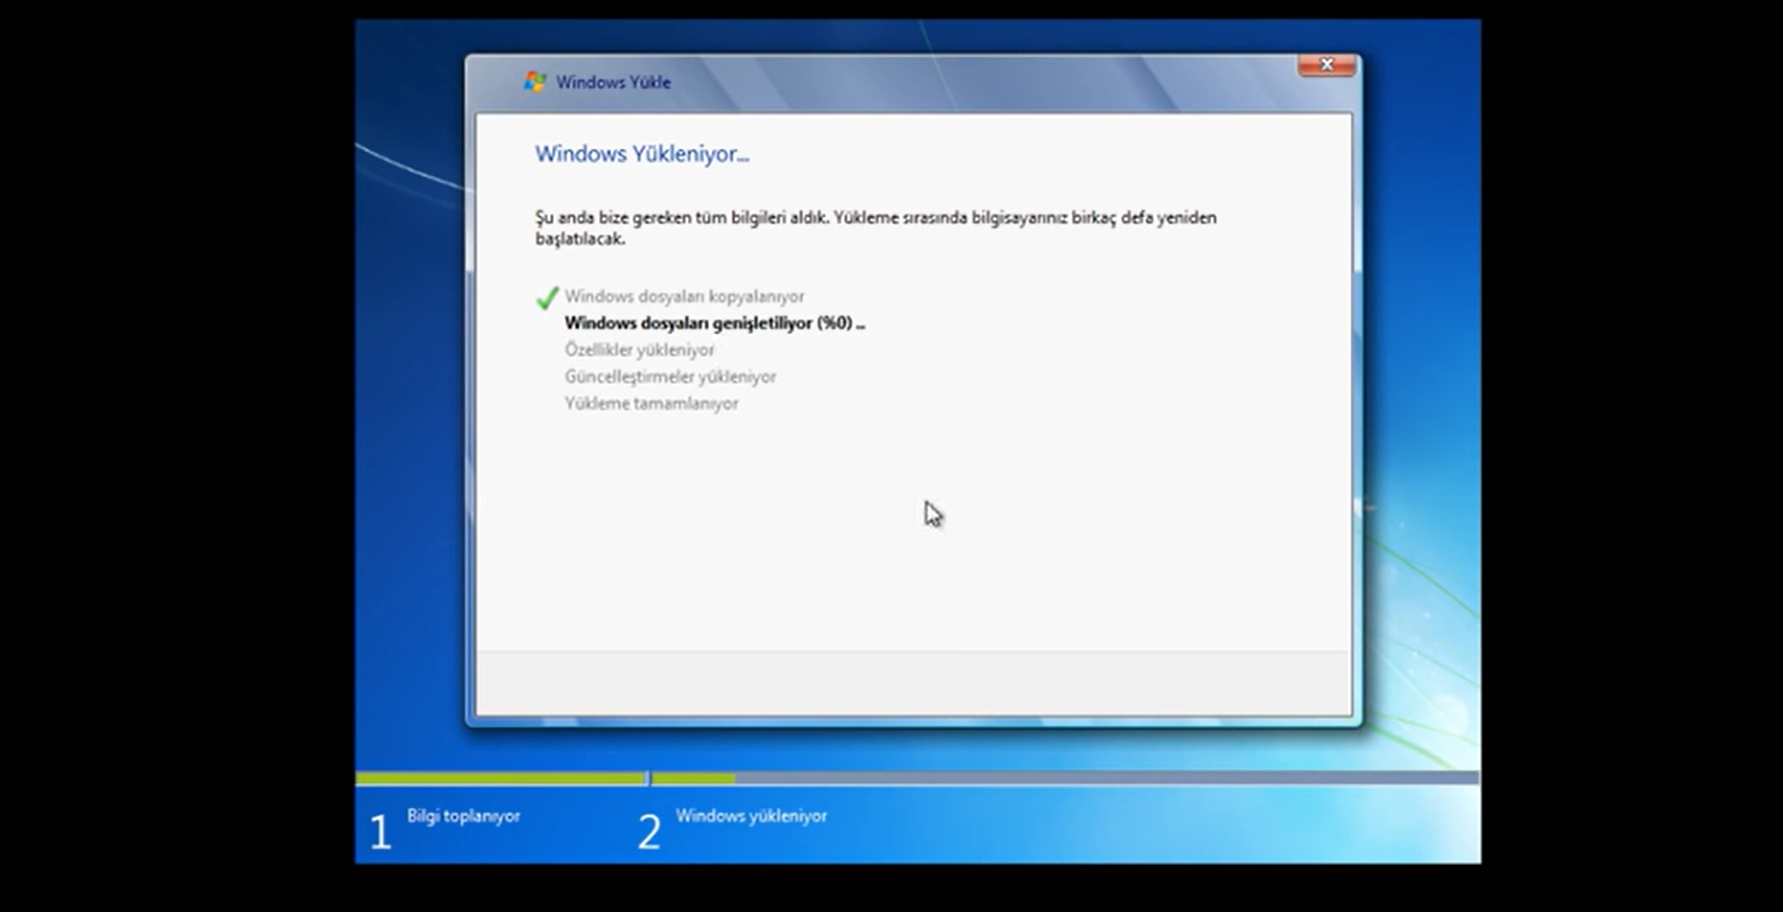 Windows Yükle
Windows Yükleniyor...
Şu anda bize gereken tüm bilgileri aldık. Yükleme sırasında bilgisayarınız birkaç defa yeniden
başlatılacak.
Windows dosyaları kopyalanıyor
Windows dosyaları genişletiliyor (%0) ...
Özellikler yükleniyor
Güncelleştirmeler yükleniyor
Yükleme tamamlanıyor
1 Bilgi toplanıyor 2 Windows yükleniyor